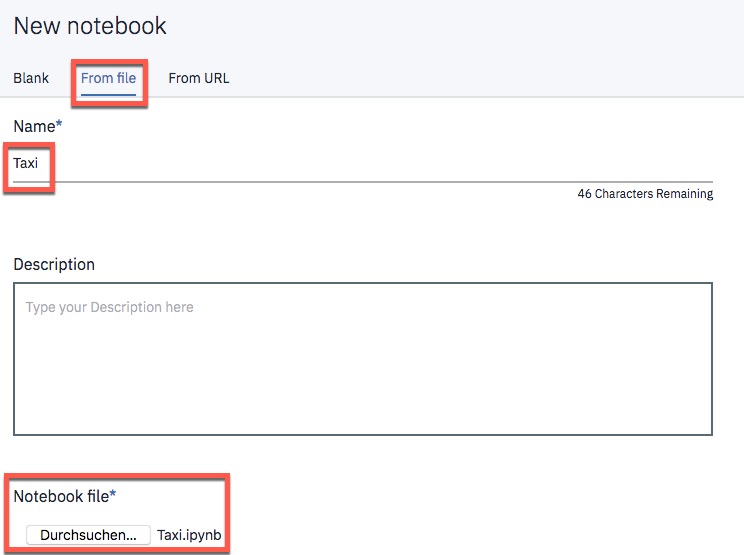 New notebook
Blank From file From URL
Name*
Taxi
46 Characters Remaining
Description
Type your Description here
Notebook file*
Durchsuchen... Taxi.ipynb